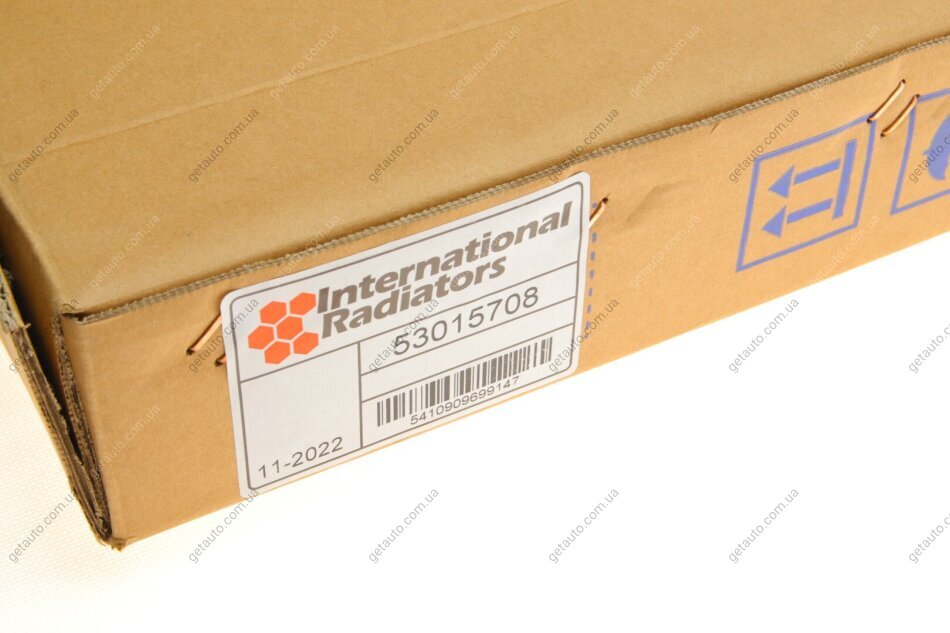 International
Radiators
53015708
5410909699147
11-2022
getauto.com.ua